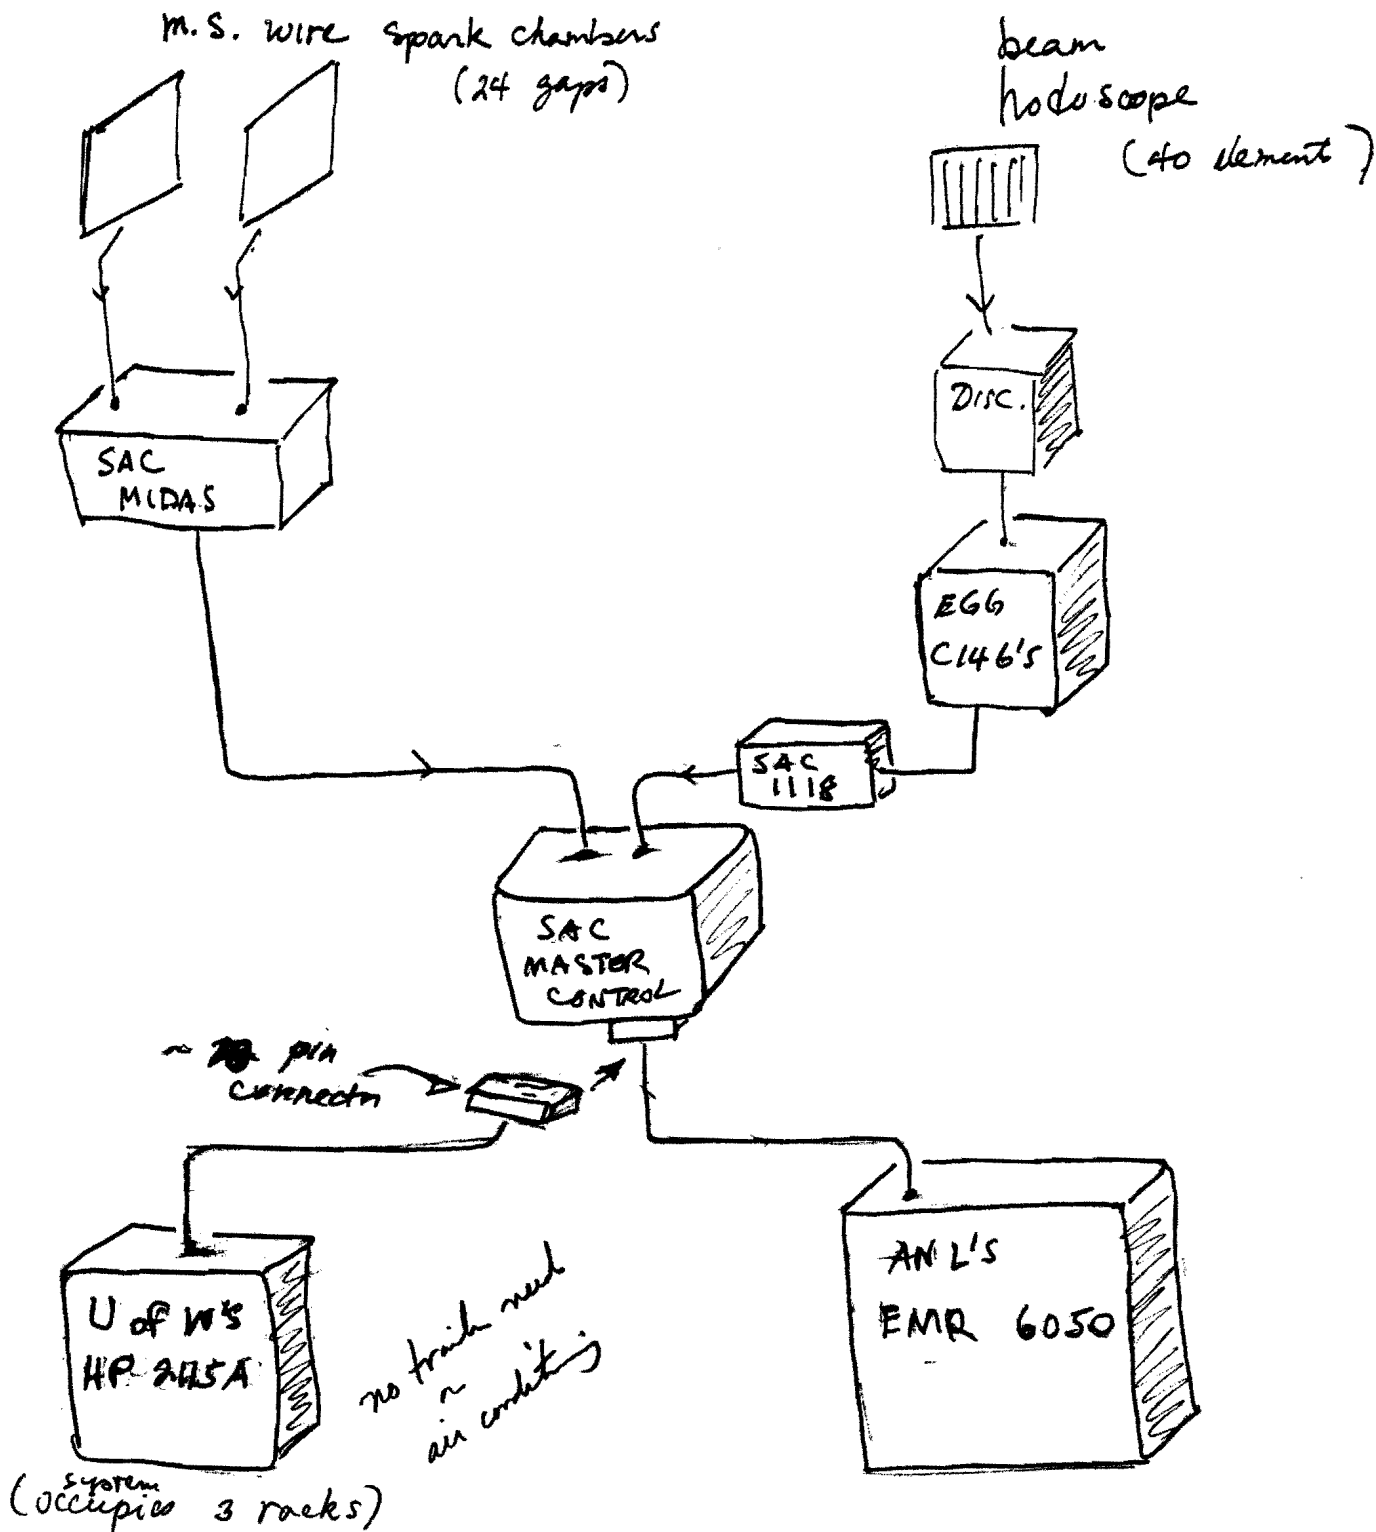 M.S. wire spark chambers
(24 gaps)
beam
hodoscope
(40 element)
DISC.
SAC
MIDAS
EGG
C146's
SAC
1118
SAC
MASTER
CONTROL
~ pin
connector
U of W's
HP 2115A
(system
occupies 3 racks)
no trailer need
or
air conditioning
ANL'S
EMR 6050